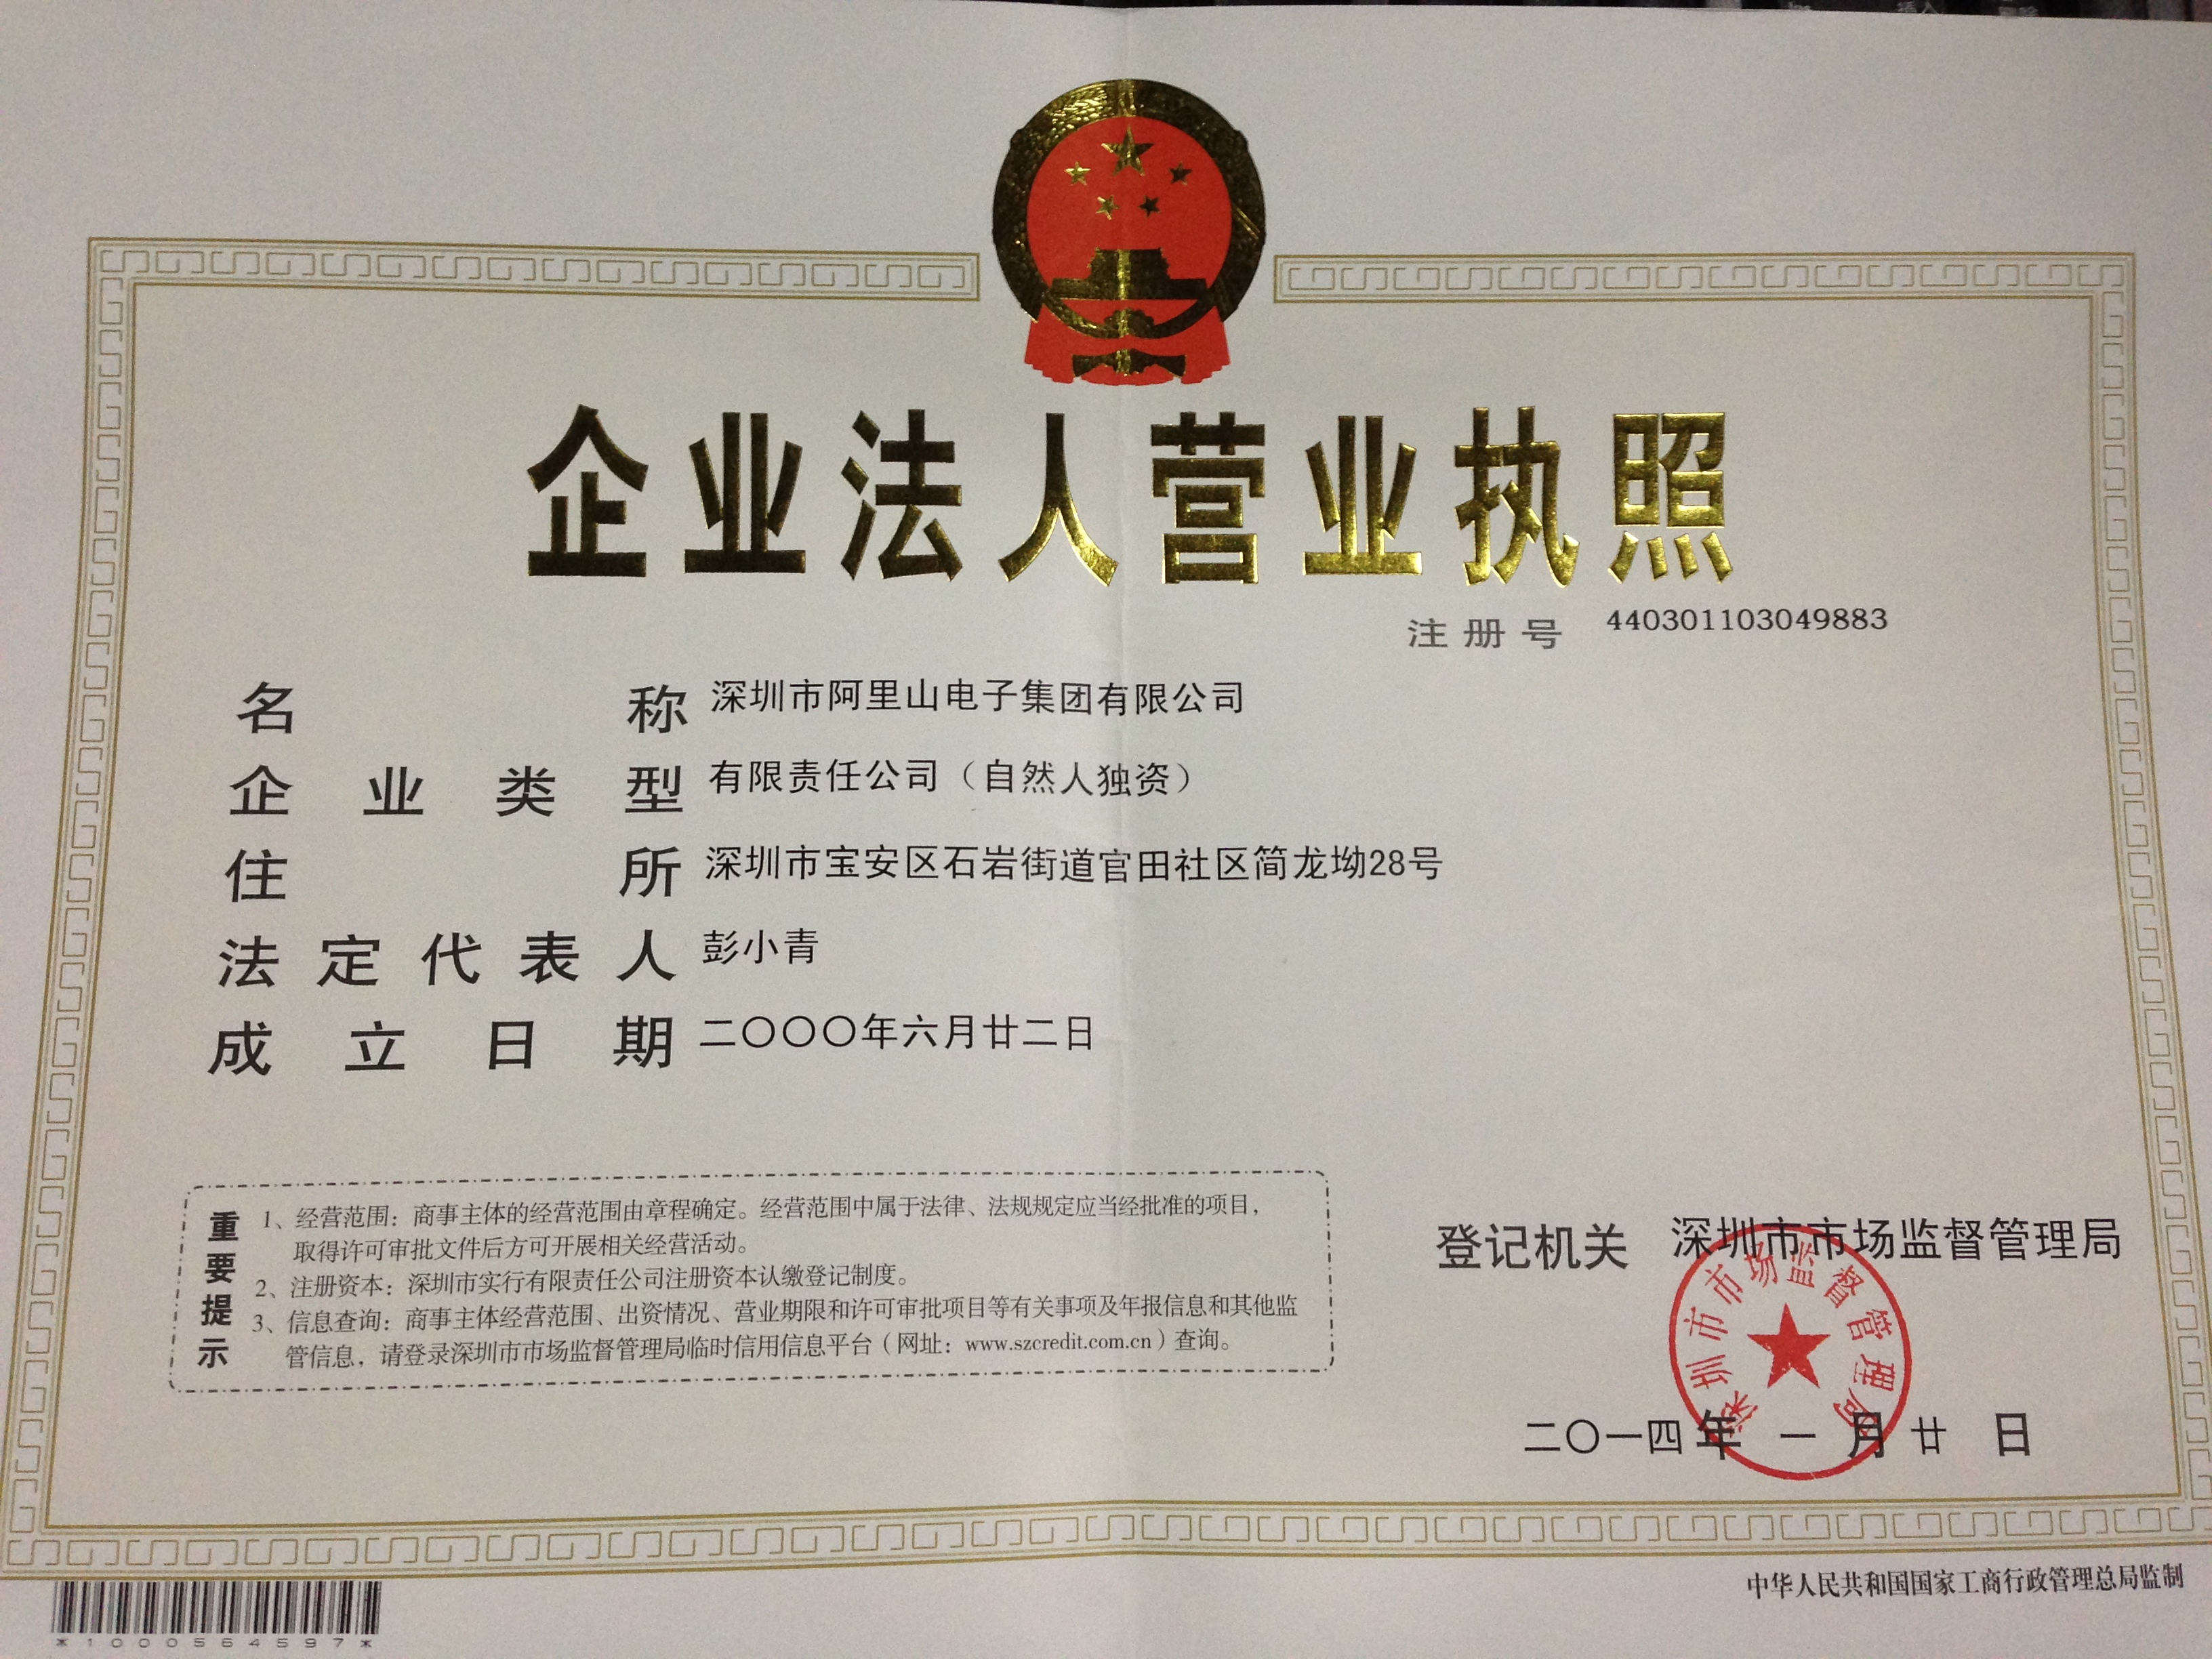 企业法人营业执照
注册号 440301103049883
名称 深圳市阿里山电子集团有限公司
企业类型 有限责任公司（自然人独资）
住所 深圳市宝安区石岩街道官田社区简龙坳28号
法定代表人 彭小青
成立日期 二〇〇〇年六月廿二日
重要提示
1、经营范围：商事主体的经营范围由章程确定。经营范围中属于法律、法规规定应当经批准的项目，
取得许可审批文件后方可开展相关经营活动。
2、注册资本：深圳市实行有限责任公司注册资本认缴登记制度。
3、信息查询：商事主体经营范围、出资情况、营业期限和许可审批项目等有关事项及年报信息和其他监
管信息，请登录深圳市市场监督管理局临时信用信息平台（网址：www.szcredit.com.cn）查询。
登记机关 深圳市市场监督管理局
深圳市市场监督管理局
二〇一四年一月廿日
中华人民共和国国家工商行政管理总局监制
*1000564597*